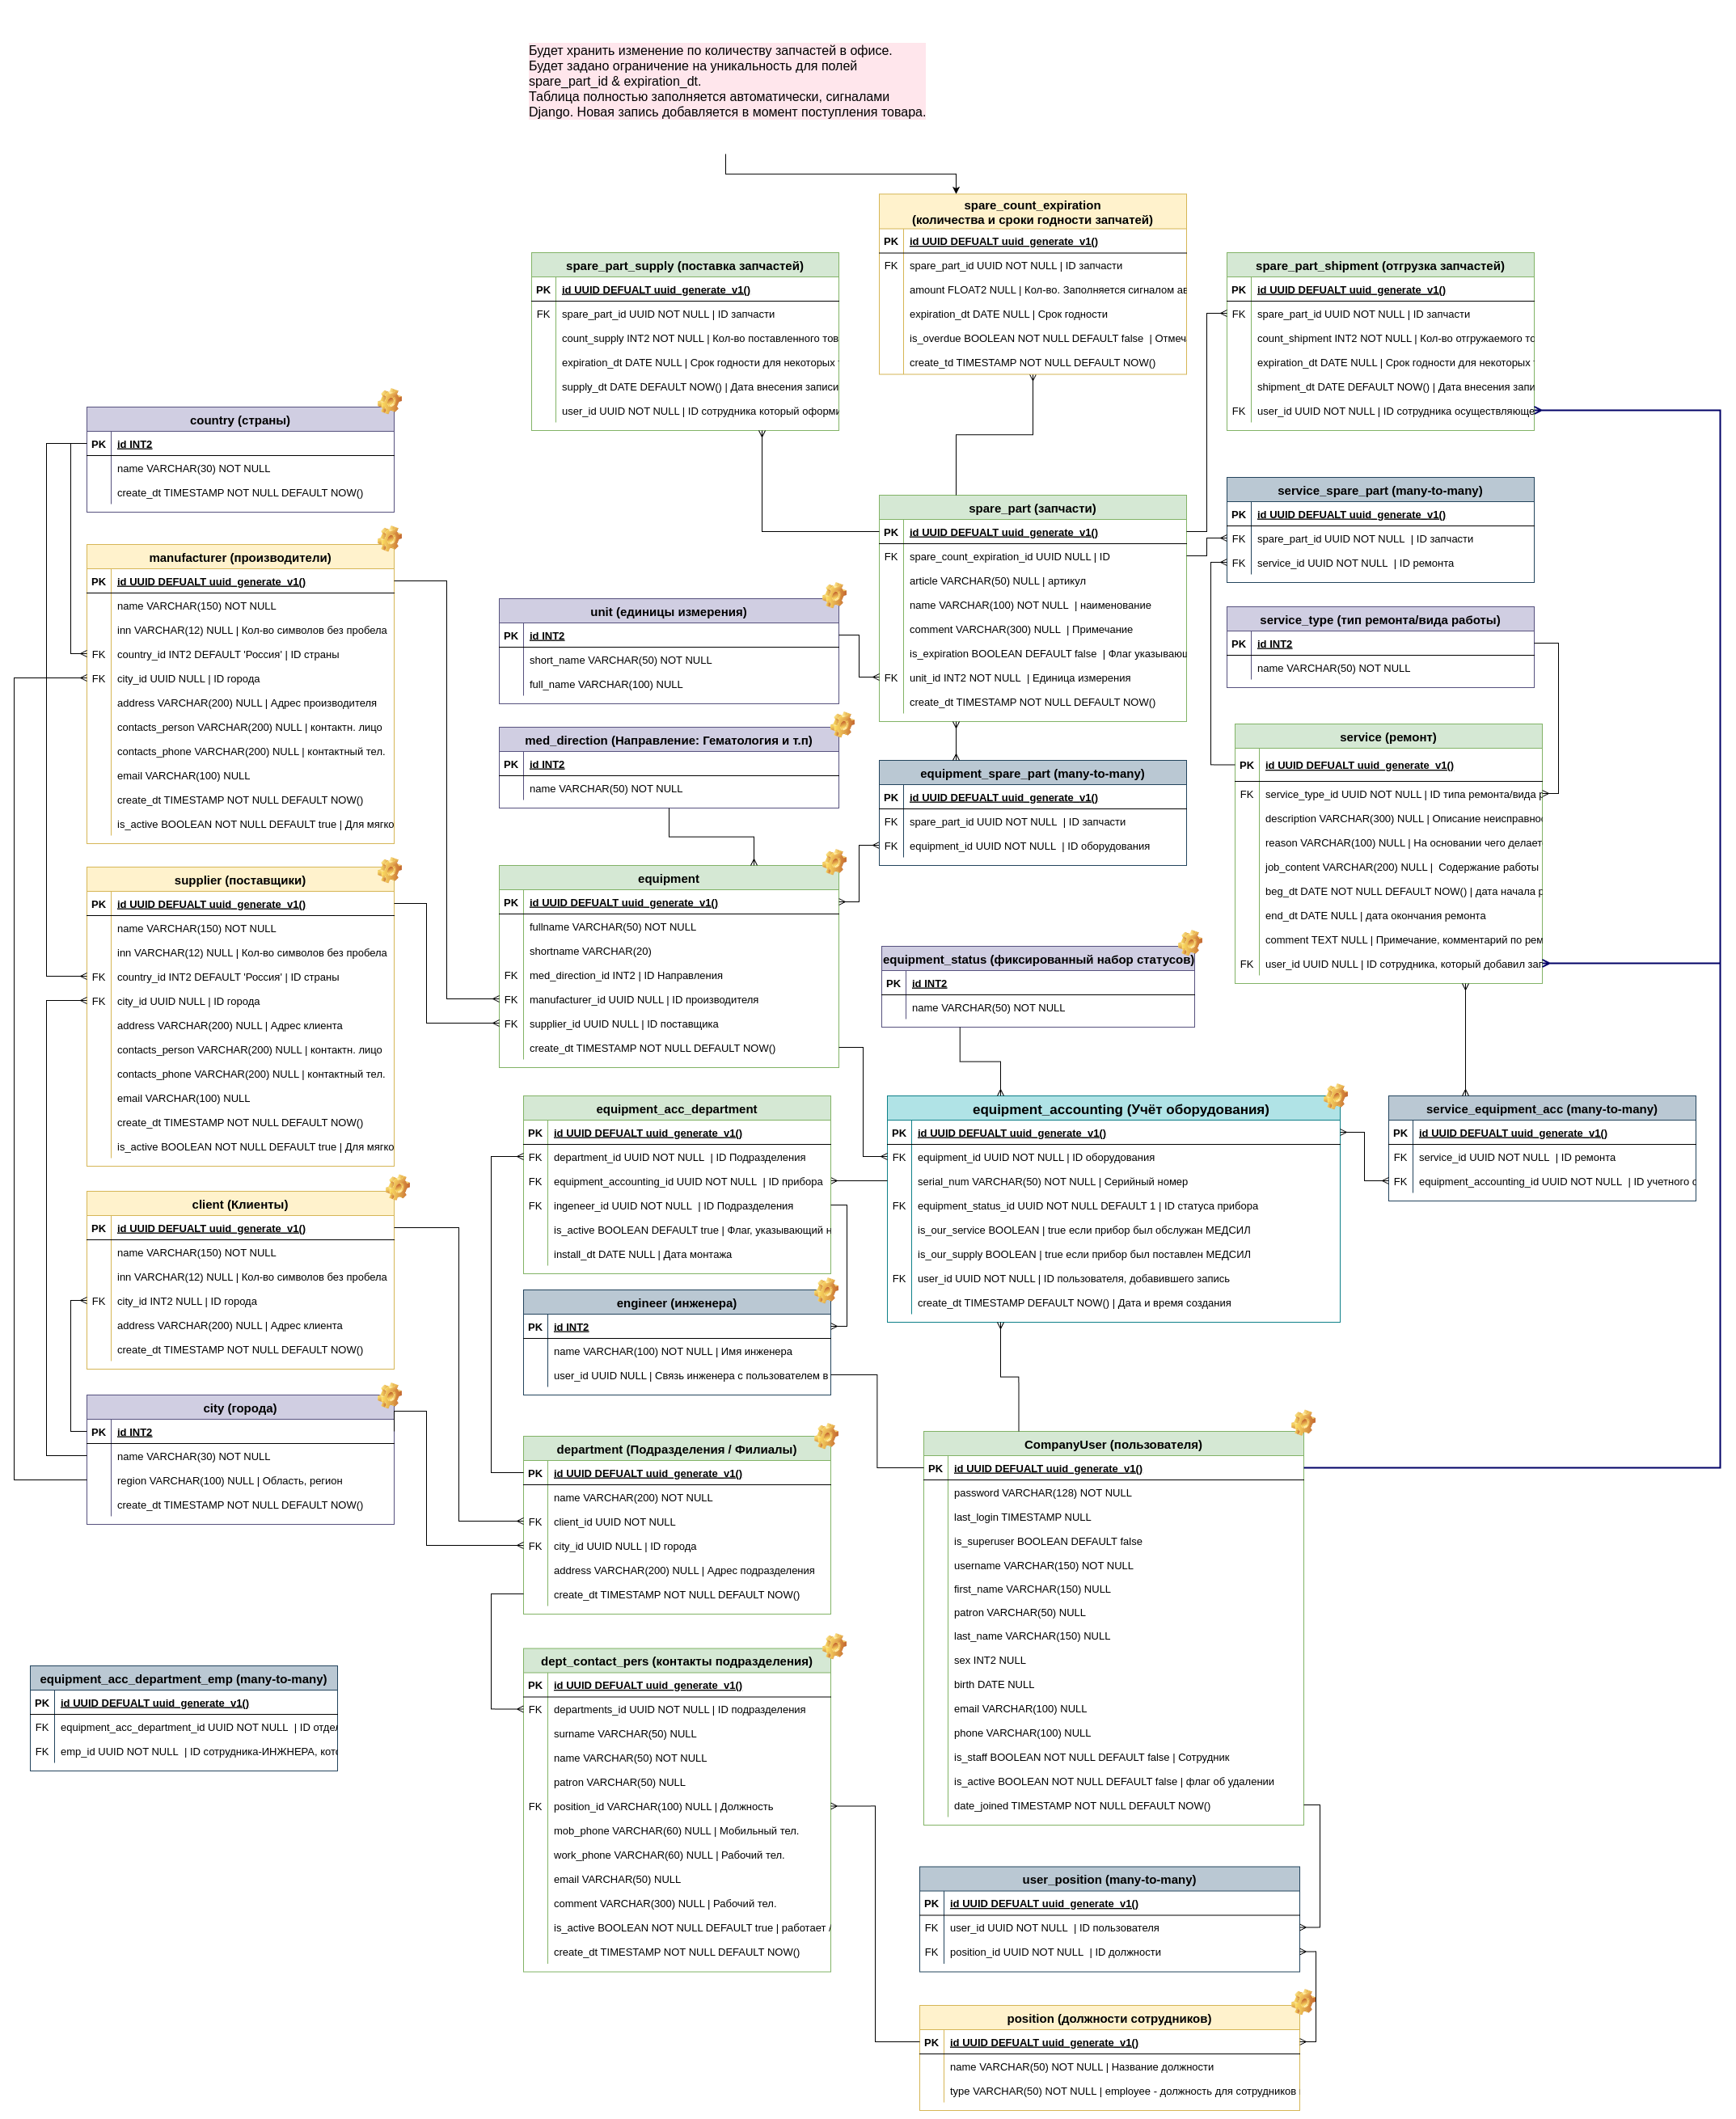 Будет хранить изменение по количеству запчастей в офисе.
Будет задано ограничение на уникальность для полей
spare_part_id & expiration_dt.
Таблица полностью заполняется автоматически, сигналами
Django. Новая запись добавляется в момент поступления товара.
spare_count_expiration
(количества и сроки годности запчатей)
PK id UUID DEFUALT uuid_generate_v1()
FK spare_part_id UUID NOT NULL | ID запчасти
amount FLOAT2 NULL | Кол-во. Заполняется сигналом ав
expiration_dt DATE NULL | Срок годности
is_overdue BOOLEAN NOT NULL DEFAULT false | Отмеч
create_td TIMESTAMP NOT NULL DEFAULT NOW()
spare_part_supply (поставка запчастей)
PK id UUID DEFUALT uuid_generate_v1()
FK spare_part_id UUID NOT NULL | ID запчасти
count_supply INT2 NOT NULL | Кол-во поставленного тов
expiration_dt DATE NULL | Срок годности для некоторых
supply_dt DATE DEFAULT NOW() | Дата внесения записи
user_id UUID NOT NULL | ID сотрудника который оформи
spare_part_shipment (отгрузка запчастей)
PK id UUID DEFUALT uuid_generate_v1()
FK spare_part_id UUID NOT NULL | ID запчасти
count_shipment INT2 NOT NULL | Кол-во отгружаемого то
expiration_dt DATE NULL | Срок годности для некоторых
shipment_dt DATE DEFAULT NOW() | Дата внесения запи
FK user_id UUID NOT NULL | ID сотрудника осуществляюще
country (страны)
PK id INT2
name VARCHAR(30) NOT NULL
create_dt TIMESTAMP NOT NULL DEFAULT NOW()
manufacturer (производители)
PK id UUID DEFUALT uuid_generate_v1()
name VARCHAR(150) NOT NULL
inn VARCHAR(12) NULL | Кол-во символов без пробела
FK country_id INT2 DEFAULT 'Россия' | ID страны
FK city_id UUID NULL | ID города
address VARCHAR(200) NULL | Адрес производителя
contacts_person VARCHAR(200) NULL | контактн. лицо
contacts_phone VARCHAR(200) NULL | контактный тел.
email VARCHAR(100) NULL
create_dt TIMESTAMP NOT NULL DEFAULT NOW()
is_active BOOLEAN NOT NULL DEFAULT true | Для мягко
supplier (поставщики)
PK id UUID DEFUALT uuid_generate_v1()
name VARCHAR(150) NOT NULL
inn VARCHAR(12) NULL | Кол-во символов без пробела
FK country_id INT2 DEFAULT 'Россия' | ID страны
FK city_id UUID NULL | ID города
address VARCHAR(200) NULL | Адрес клиента
contacts_person VARCHAR(200) NULL | контактн. лицо
contacts_phone VARCHAR(200) NULL | контактный тел.
email VARCHAR(100) NULL
create_dt TIMESTAMP NOT NULL DEFAULT NOW()
is_active BOOLEAN NOT NULL DEFAULT true | Для мягко
client (Клиенты)
PK id UUID DEFUALT uuid_generate_v1()
name VARCHAR(150) NOT NULL
inn VARCHAR(12) NULL | Кол-во символов без пробела
FK city_id INT2 NULL | ID города
address VARCHAR(200) NULL | Адрес клиента
create_dt TIMESTAMP NOT NULL DEFAULT NOW()
city (города)
PK id INT2
name VARCHAR(30) NOT NULL
region VARCHAR(100) NULL | Область, регион
create_dt TIMESTAMP NOT NULL DEFAULT NOW()
equipment_acc_department_emp (many-to-many)
PK id UUID DEFUALT uuid_generate_v1()
FK equipment_acc_department_id UUID NOT NULL | ID отдел
FK emp_id UUID NOT NULL | ID сотрудника-ИНЖНЕРА, кото
unit (единицы измерения)
PK id INT2
short_name VARCHAR(50) NOT NULL
full_name VARCHAR(100) NULL
med_direction (Направление: Гематология и т.п)
PK id INT2
name VARCHAR(50) NOT NULL
equipment
PK id UUID DEFUALT uuid_generate_v1()
fullname VARCHAR(50) NOT NULL
shortname VARCHAR(20)
FK med_direction_id INT2 | ID Направления
FK manufacturer_id UUID NULL | ID производителя
FK supplier_id UUID NULL | ID поставщика
create_dt TIMESTAMP NOT NULL DEFAULT NOW()
equipment_acc_department
PK id UUID DEFUALT uuid_generate_v1()
FK department_id UUID NOT NULL | ID Подразделения
FK equipment_accounting_id UUID NOT NULL | ID прибора
FK ingeneer_id UUID NOT NULL | ID Подразделения
is_active BOOLEAN DEFAULT true | Флаг, указывающий н
install_dt DATE NULL | Дата монтажа
engineer (инженера)
PK id INT2
name VARCHAR(100) NOT NULL | Имя инженера
user_id UUID NULL | Связь инженера с пользователем в
department (Подразделения / Филиалы)
PK id UUID DEFUALT uuid_generate_v1()
name VARCHAR(200) NOT NULL
FK client_id UUID NOT NULL
FK city_id UUID NULL | ID города
address VARCHAR(200) NULL | Адрес подразделения
create_dt TIMESTAMP NOT NULL DEFAULT NOW()
dept_contact_pers (контакты подразделения)
PK id UUID DEFUALT uuid_generate_v1()
FK departments_id UUID NOT NULL | ID подразделения
surname VARCHAR(50) NULL
name VARCHAR(50) NOT NULL
patron VARCHAR(50) NULL
FK position_id VARCHAR(100) NULL | Должность
mob_phone VARCHAR(60) NULL | Мобильный тел.
work_phone VARCHAR(60) NULL | Рабочий тел.
email VARCHAR(50) NULL
comment VARCHAR(300) NULL | Рабочий тел.
is_active BOOLEAN NOT NULL DEFAULT true | работает /
create_dt TIMESTAMP NOT NULL DEFAULT NOW()
spare_part (запчасти)
PK id UUID DEFUALT uuid_generate_v1()
FK spare_count_expiration_id UUID NULL | ID
article VARCHAR(50) NULL | артикул
name VARCHAR(100) NOT NULL | наименование
comment VARCHAR(300) NULL | Примечание
is_expiration BOOLEAN DEFAULT false | Флаг указывающ
FK unit_id INT2 NOT NULL | Единица измерения
create_dt TIMESTAMP NOT NULL DEFAULT NOW()
equipment_spare_part (many-to-many)
PK id UUID DEFUALT uuid_generate_v1()
FK spare_part_id UUID NOT NULL | ID запчасти
FK equipment_id UUID NOT NULL | ID оборудования
equipment_status (фиксированный набор статусов)
PK id INT2
name VARCHAR(50) NOT NULL
equipment_accounting (Учёт оборудования)
PK id UUID DEFUALT uuid_generate_v1()
FK equipment_id UUID NOT NULL | ID оборудования
serial_num VARCHAR(50) NOT NULL | Серийный номер
FK equipment_status_id UUID NOT NULL DEFAULT 1 | ID статуса прибора
is_our_service BOOLEAN | true если прибор был обслужан МЕДСИЛ
is_our_supply BOOLEAN | true если прибор был поставлен МЕДСИЛ
FK user_id UUID NOT NULL | ID пользователя, добавившего запись
create_dt TIMESTAMP DEFAULT NOW() | Дата и время создания
CompanyUser (пользователя)
PK id UUID DEFUALT uuid_generate_v1()
password VARCHAR(128) NOT NULL
last_login TIMESTAMP NULL
is_superuser BOOLEAN DEFAULT false
username VARCHAR(150) NOT NULL
first_name VARCHAR(150) NULL
patron VARCHAR(50) NULL
last_name VARCHAR(150) NULL
sex INT2 NULL
birth DATE NULL
email VARCHAR(100) NULL
phone VARCHAR(100) NULL
is_staff BOOLEAN NOT NULL DEFAULT false | Сотрудник
is_active BOOLEAN NOT NULL DEFAULT false | флаг об удалении
date_joined TIMESTAMP NOT NULL DEFAULT NOW()
user_position (many-to-many)
PK id UUID DEFUALT uuid_generate_v1()
FK user_id UUID NOT NULL | ID пользователя
FK position_id UUID NOT NULL | ID должности
position (должности сотрудников)
PK id UUID DEFUALT uuid_generate_v1()
name VARCHAR(50) NOT NULL | Название должности
type VARCHAR(50) NOT NULL | employee - должность для сотрудников
service_spare_part (many-to-many)
PK id UUID DEFUALT uuid_generate_v1()
FK spare_part_id UUID NOT NULL | ID запчасти
FK service_id UUID NOT NULL | ID ремонта
service_type (тип ремонта/вида работы)
PK id INT2
name VARCHAR(50) NOT NULL
service (ремонт)
PK id UUID DEFUALT uuid_generate_v1()
FK service_type_id UUID NOT NULL | ID типа ремонта/вида р
description VARCHAR(300) NULL | Описание неисправнос
reason VARCHAR(100) NULL | На основании чего делает
job_content VARCHAR(200) NULL | Содержание работы
beg_dt DATE NOT NULL DEFAULT NOW() | дата начала р
end_dt DATE NULL | дата окончания ремонта
comment TEXT NULL | Примечание, комментарий по рем
FK user_id UUID NULL | ID сотрудника, который добавил зап
service_equipment_acc (many-to-many)
PK id UUID DEFUALT uuid_generate_v1()
FK service_id UUID NOT NULL | ID ремонта
FK equipment_accounting_id UUID NOT NULL | ID учетного о